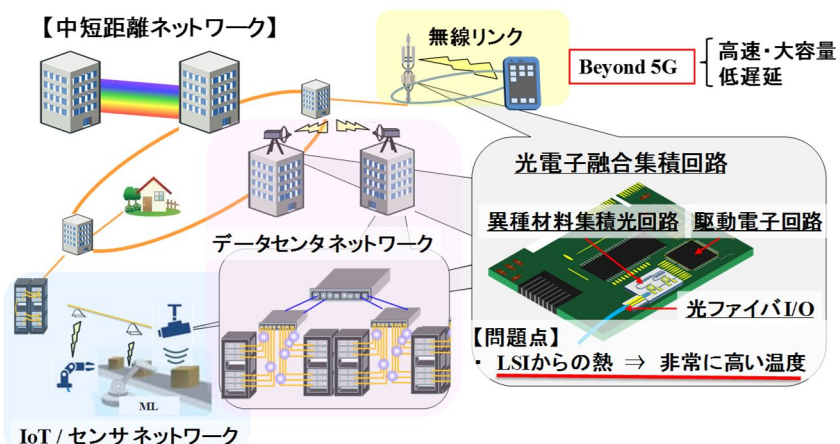 【中短距離ネットワーク】
無線リンク
Beyond 5G
高速・大容量
低遅延
光電子融合集積回路
異種材料集積光回路
駆動電子回路
光ファイバI/O
【問題点】
・ LSIからの熱 ⇒ 非常に高い温度
データセンタネットワーク
ML
IoT / センサ ネットワーク